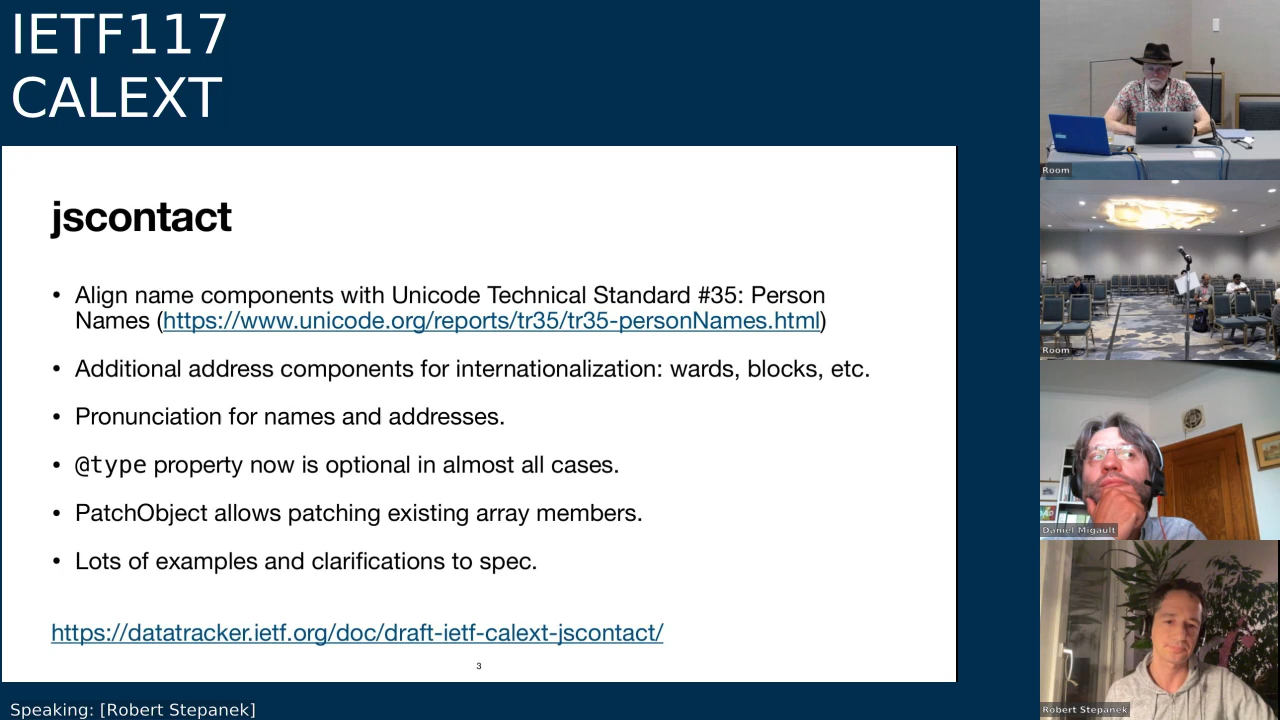 IETF117
CALEXT
jscontact
• Align name components with Unicode Technical Standard #35: Person
Names (https://www.unicode.org/reports/tr35/tr35-personNames.html)
• Additional address components for internationalization: wards, blocks, etc.
• Pronunciation for names and addresses.
• @type property now is optional in almost all cases.
• PatchObject allows patching existing array members.
• Lots of examples and clarifications to spec.
https://datatracker.ietf.org/doc/draft-ietf-calext-jscontact/
3
Speaking: [Robert Stepanek]
Room
Room
Daniel Migault
Robert Stepanek